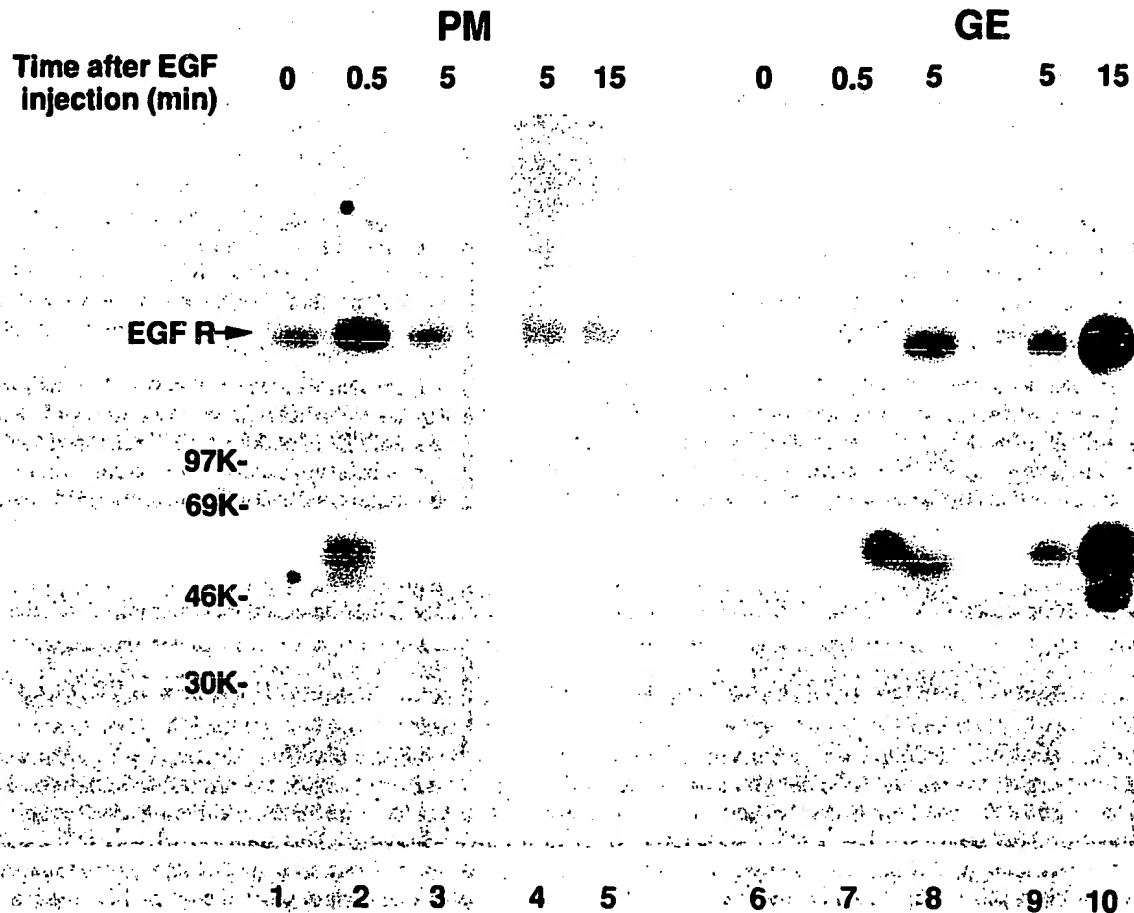 PM GE
Time after EGF
injection (min) 0 0.5 5 5 15 0 0.5 5 5 15
EGF R
97K-
69K-
46K-
30K-
1 2 3 4 5 6 7 8 9 10